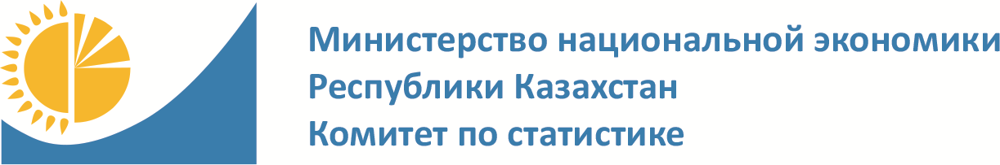 Министерство национальной экономики
Республики Казахстан
Комитет по статистике